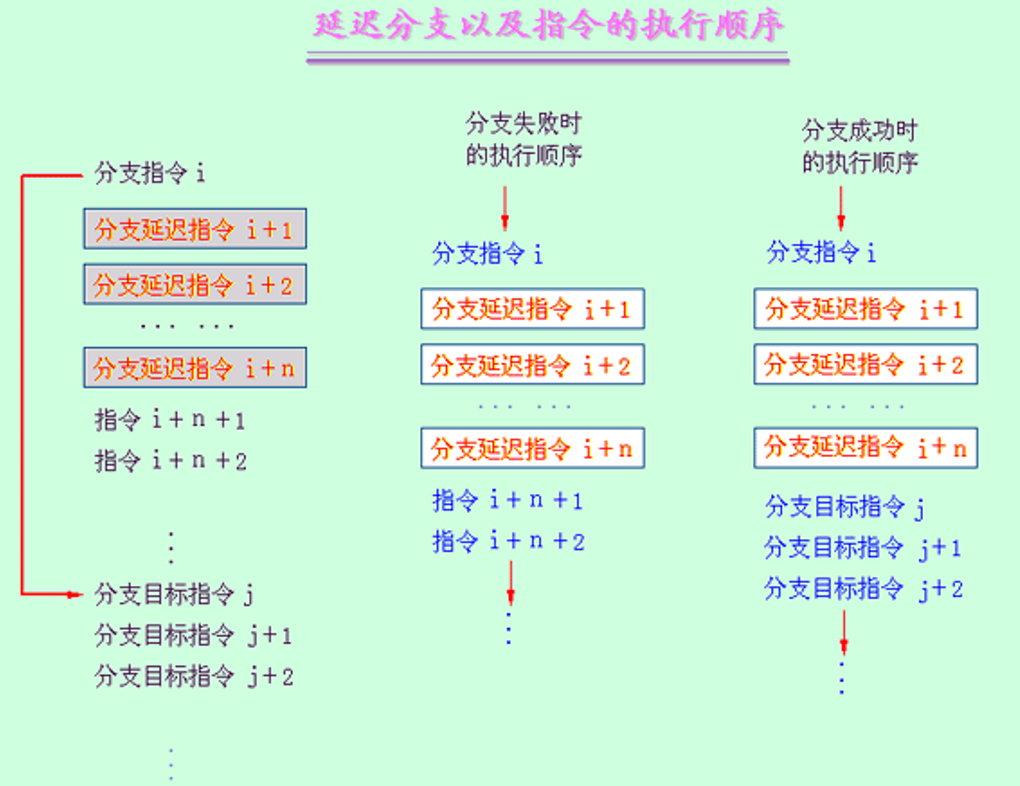 延迟分支以及指令的执行顺序
分支指令 i
分支延迟指令 i+1
分支延迟指令 i+2
… …
分支延迟指令 i+n
指令 i+n+1
指令 i+n+2
⋮
分支目标指令 j
分支目标指令 j+1
分支目标指令 j+2
⋮
分支失败时
的执行顺序
分支指令 i
分支延迟指令 i+1
分支延迟指令 i+2
… …
分支延迟指令 i+n
指令 i+n+1
指令 i+n+2
⋮
分支成功时
的执行顺序
分支指令 i
分支延迟指令 i+1
分支延迟指令 i+2
… …
分支延迟指令 i+n
分支目标指令 j
分支目标指令 j+1
分支目标指令 j+2
⋮